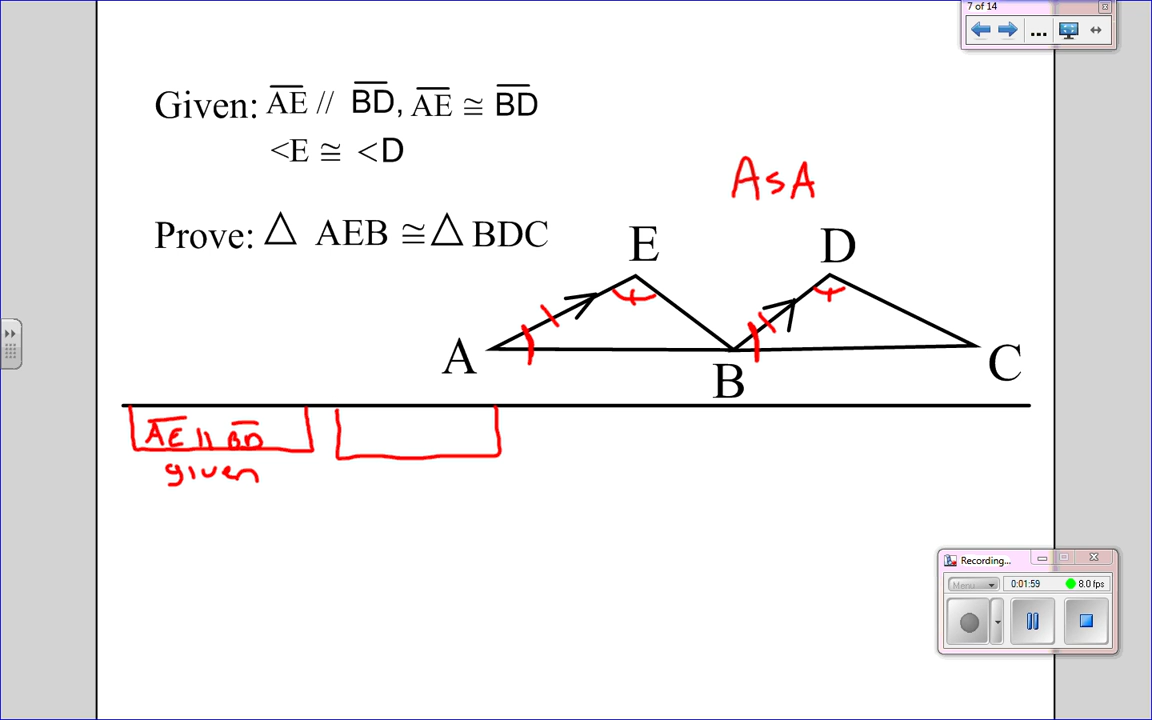 7 of 14
...
Given: AE // BD, AE ≅ BD
<E ≅ <D
AsA
Prove: △ AEB ≅ △ BDC
E
D
A
B
C
AE || BD
given
Recording...
Menu
0:01:59
8.0 fps